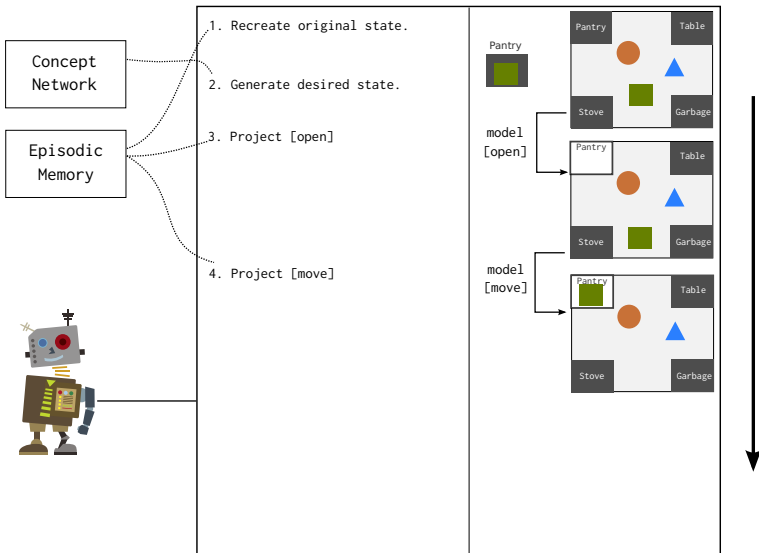 Concept
Network
Episodic
Memory
1. Recreate original state.
2. Generate desired state.
3. Project [open]
4. Project [move]
Pantry
Pantry
Table
Stove
Garbage
model
[open]
Pantry
Table
Stove
Garbage
model
[move]
Pantry
Table
Stove
Garbage